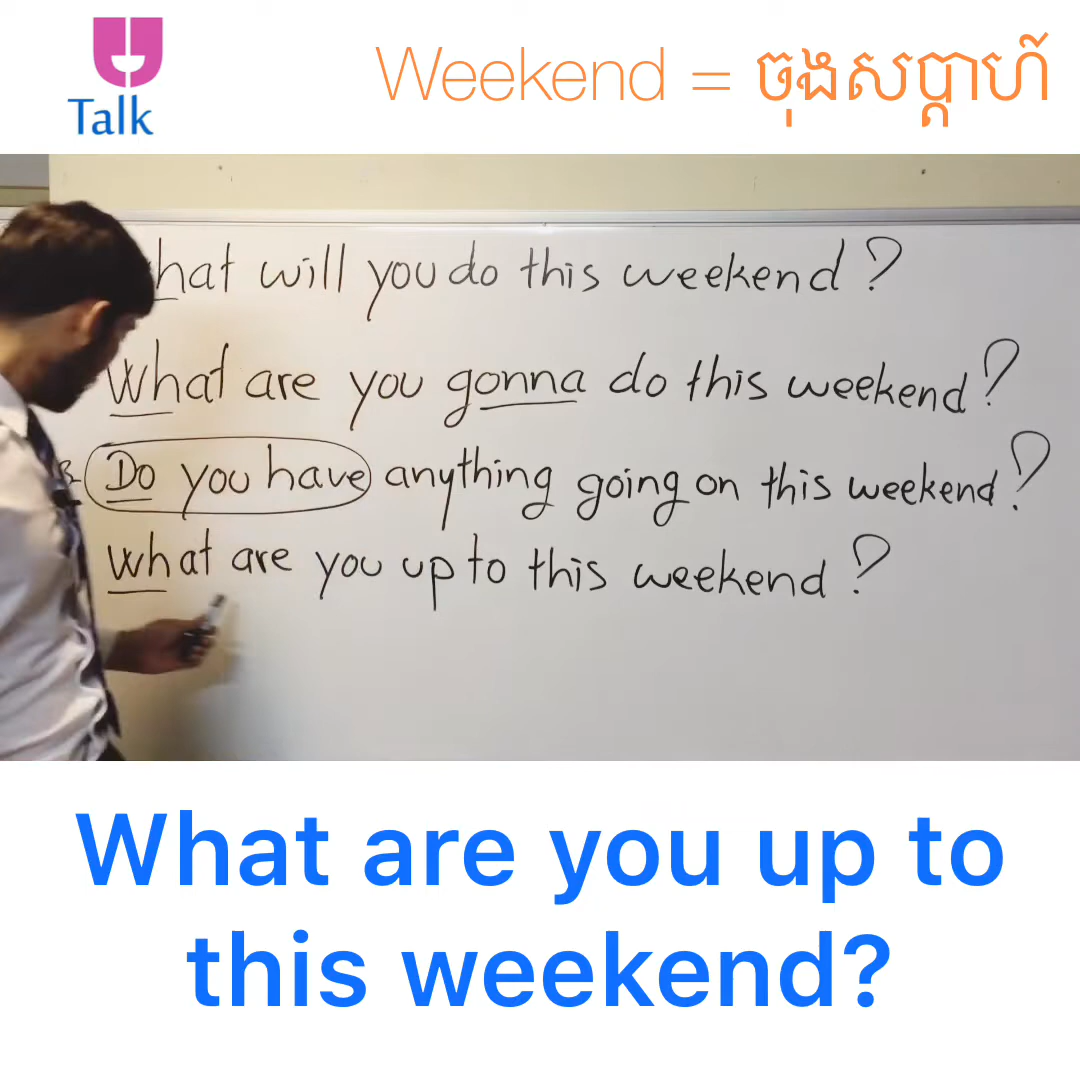 Talk
Weekend = ចុងសប្តាហ៍
hat will you do this weekend?
What are you gonna do this weekend?
Do you have anything going on this weekend?
What are you up to this weekend?
What are you up to
this weekend?